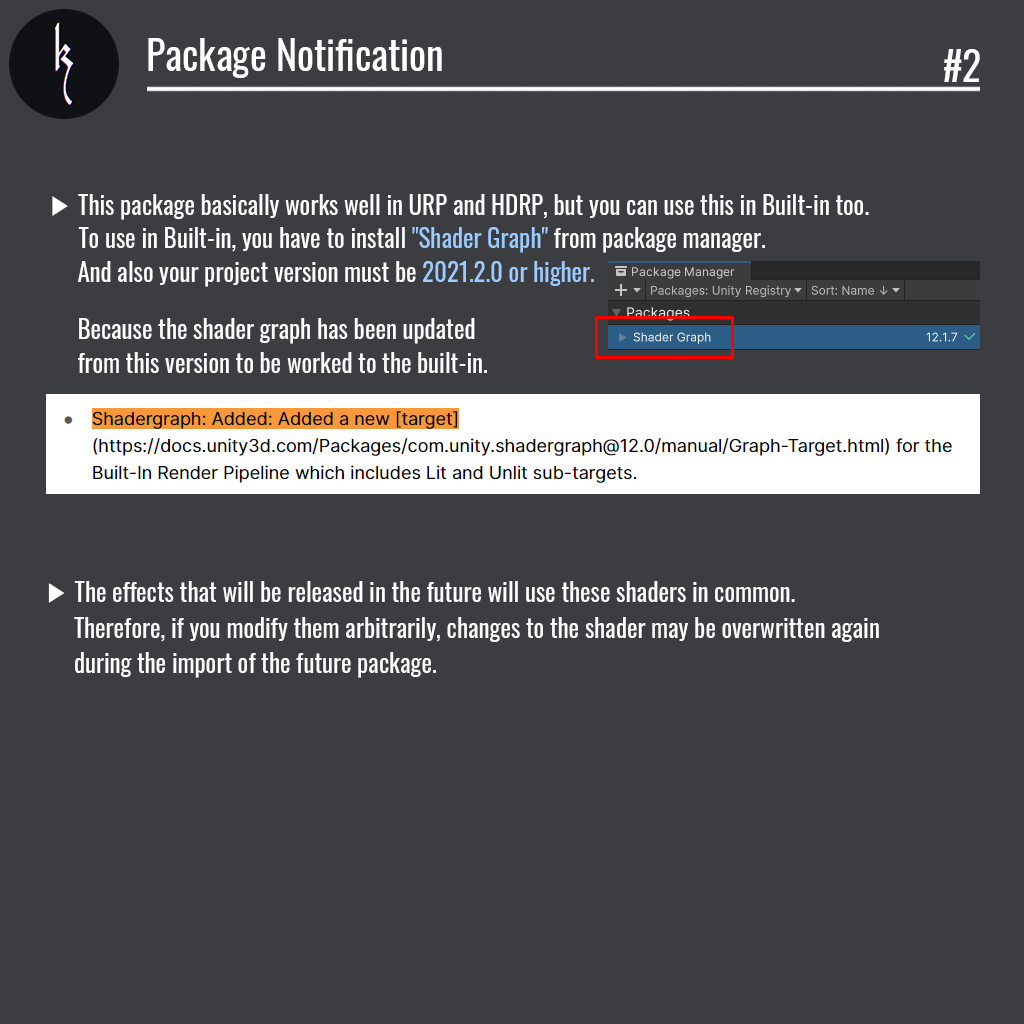 Package Notification
#2
▶ This package basically works well in URP and HDRP, but you can use this in Built-in too.
To use in Built-in, you have to install "Shader Graph" from package manager.
And also your project version must be 2021.2.0 or higher.
Package Manager
Packages: Unity Registry Sort: Name ↓
Packages
Shader Graph 12.1.7
Because the shader graph has been updated
from this version to be worked to the built-in.
• Shadergraph: Added: Added a new [target]
(https://docs.unity3d.com/Packages/com.unity.shadergraph@12.0/manual/Graph-Target.html) for the
Built-In Render Pipeline which includes Lit and Unlit sub-targets.
▶ The effects that will be released in the future will use these shaders in common.
Therefore, if you modify them arbitrarily, changes to the shader may be overwritten again
during the import of the future package.